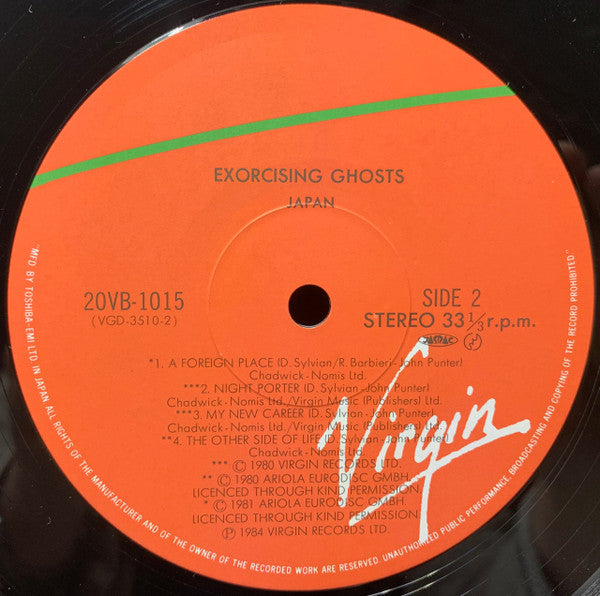 EXORCISING GHOSTS
JAPAN
20VB-1015
(VGD-3510-2)
SIDE 2
STEREO 33 1/3 r.p.m.
JASRAC
*1. A FOREIGN PLACE (D. Sylvian/R. Barbieri-John Punter)
Chadwick-Nomis Ltd.
***2. NIGHT PORTER (D. Sylvian-John Punter)
Chadwick-Nomis Ltd./Virgin Music (Publishers) Ltd.
***3. MY NEW CAREER (D. Sylvian-John Punter)
Chadwick-Nomis Ltd./Virgin Music (Publishers) Ltd.
**4. THE OTHER SIDE OF LIFE (D. Sylvian-John Punter)
Chadwick-Nomis Ltd.
*** © 1980 VIRGIN RECORDS LTD.
** © 1980 ARIOLA EURODISC GMBH.
LICENCED THROUGH KIND PERMISSION.
* © 1981 ARIOLA EURODISC GMBH.
LICENCED THROUGH KIND PERMISSION.
℗ 1984 VIRGIN RECORDS LTD.
Virgin
"MFD BY TOSHIBA-EMI LTD. IN JAPAN ALL RIGHTS OF THE MANUFACTURER AND OF THE OWNER OF THE RECORDED WORK ARE RESERVED. UNAUTHORISED PUBLIC PERFORMANCE, BROADCASTING AND COPYING OF THE RECORD PROHIBITED"